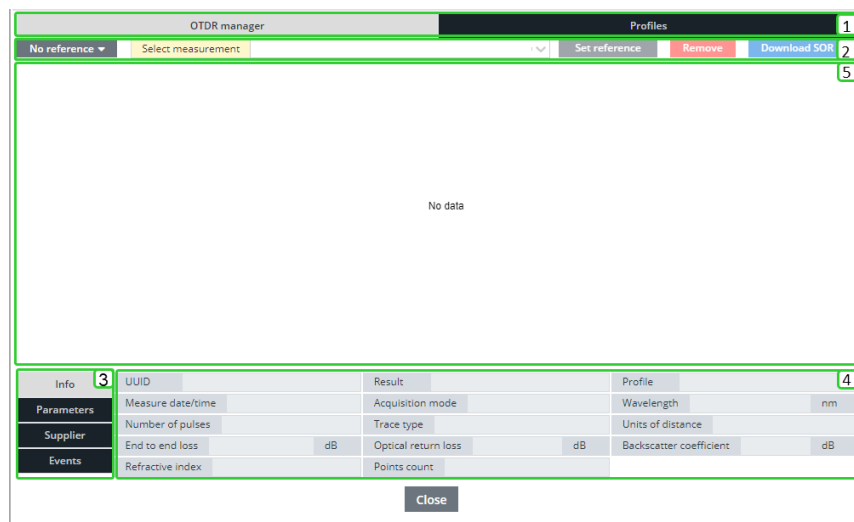 OTDR manager Profiles 1
No reference Select measurement Set reference Remove Download SOR 2
5
No data
Info 3 UUID Result Profile 4
Parameters Measure date/time Acquisition mode Wavelength nm
Supplier Number of pulses Trace type Units of distance
Events End to end loss dB Optical return loss dB Backscatter coefficient dB
Refractive index Points count
Close